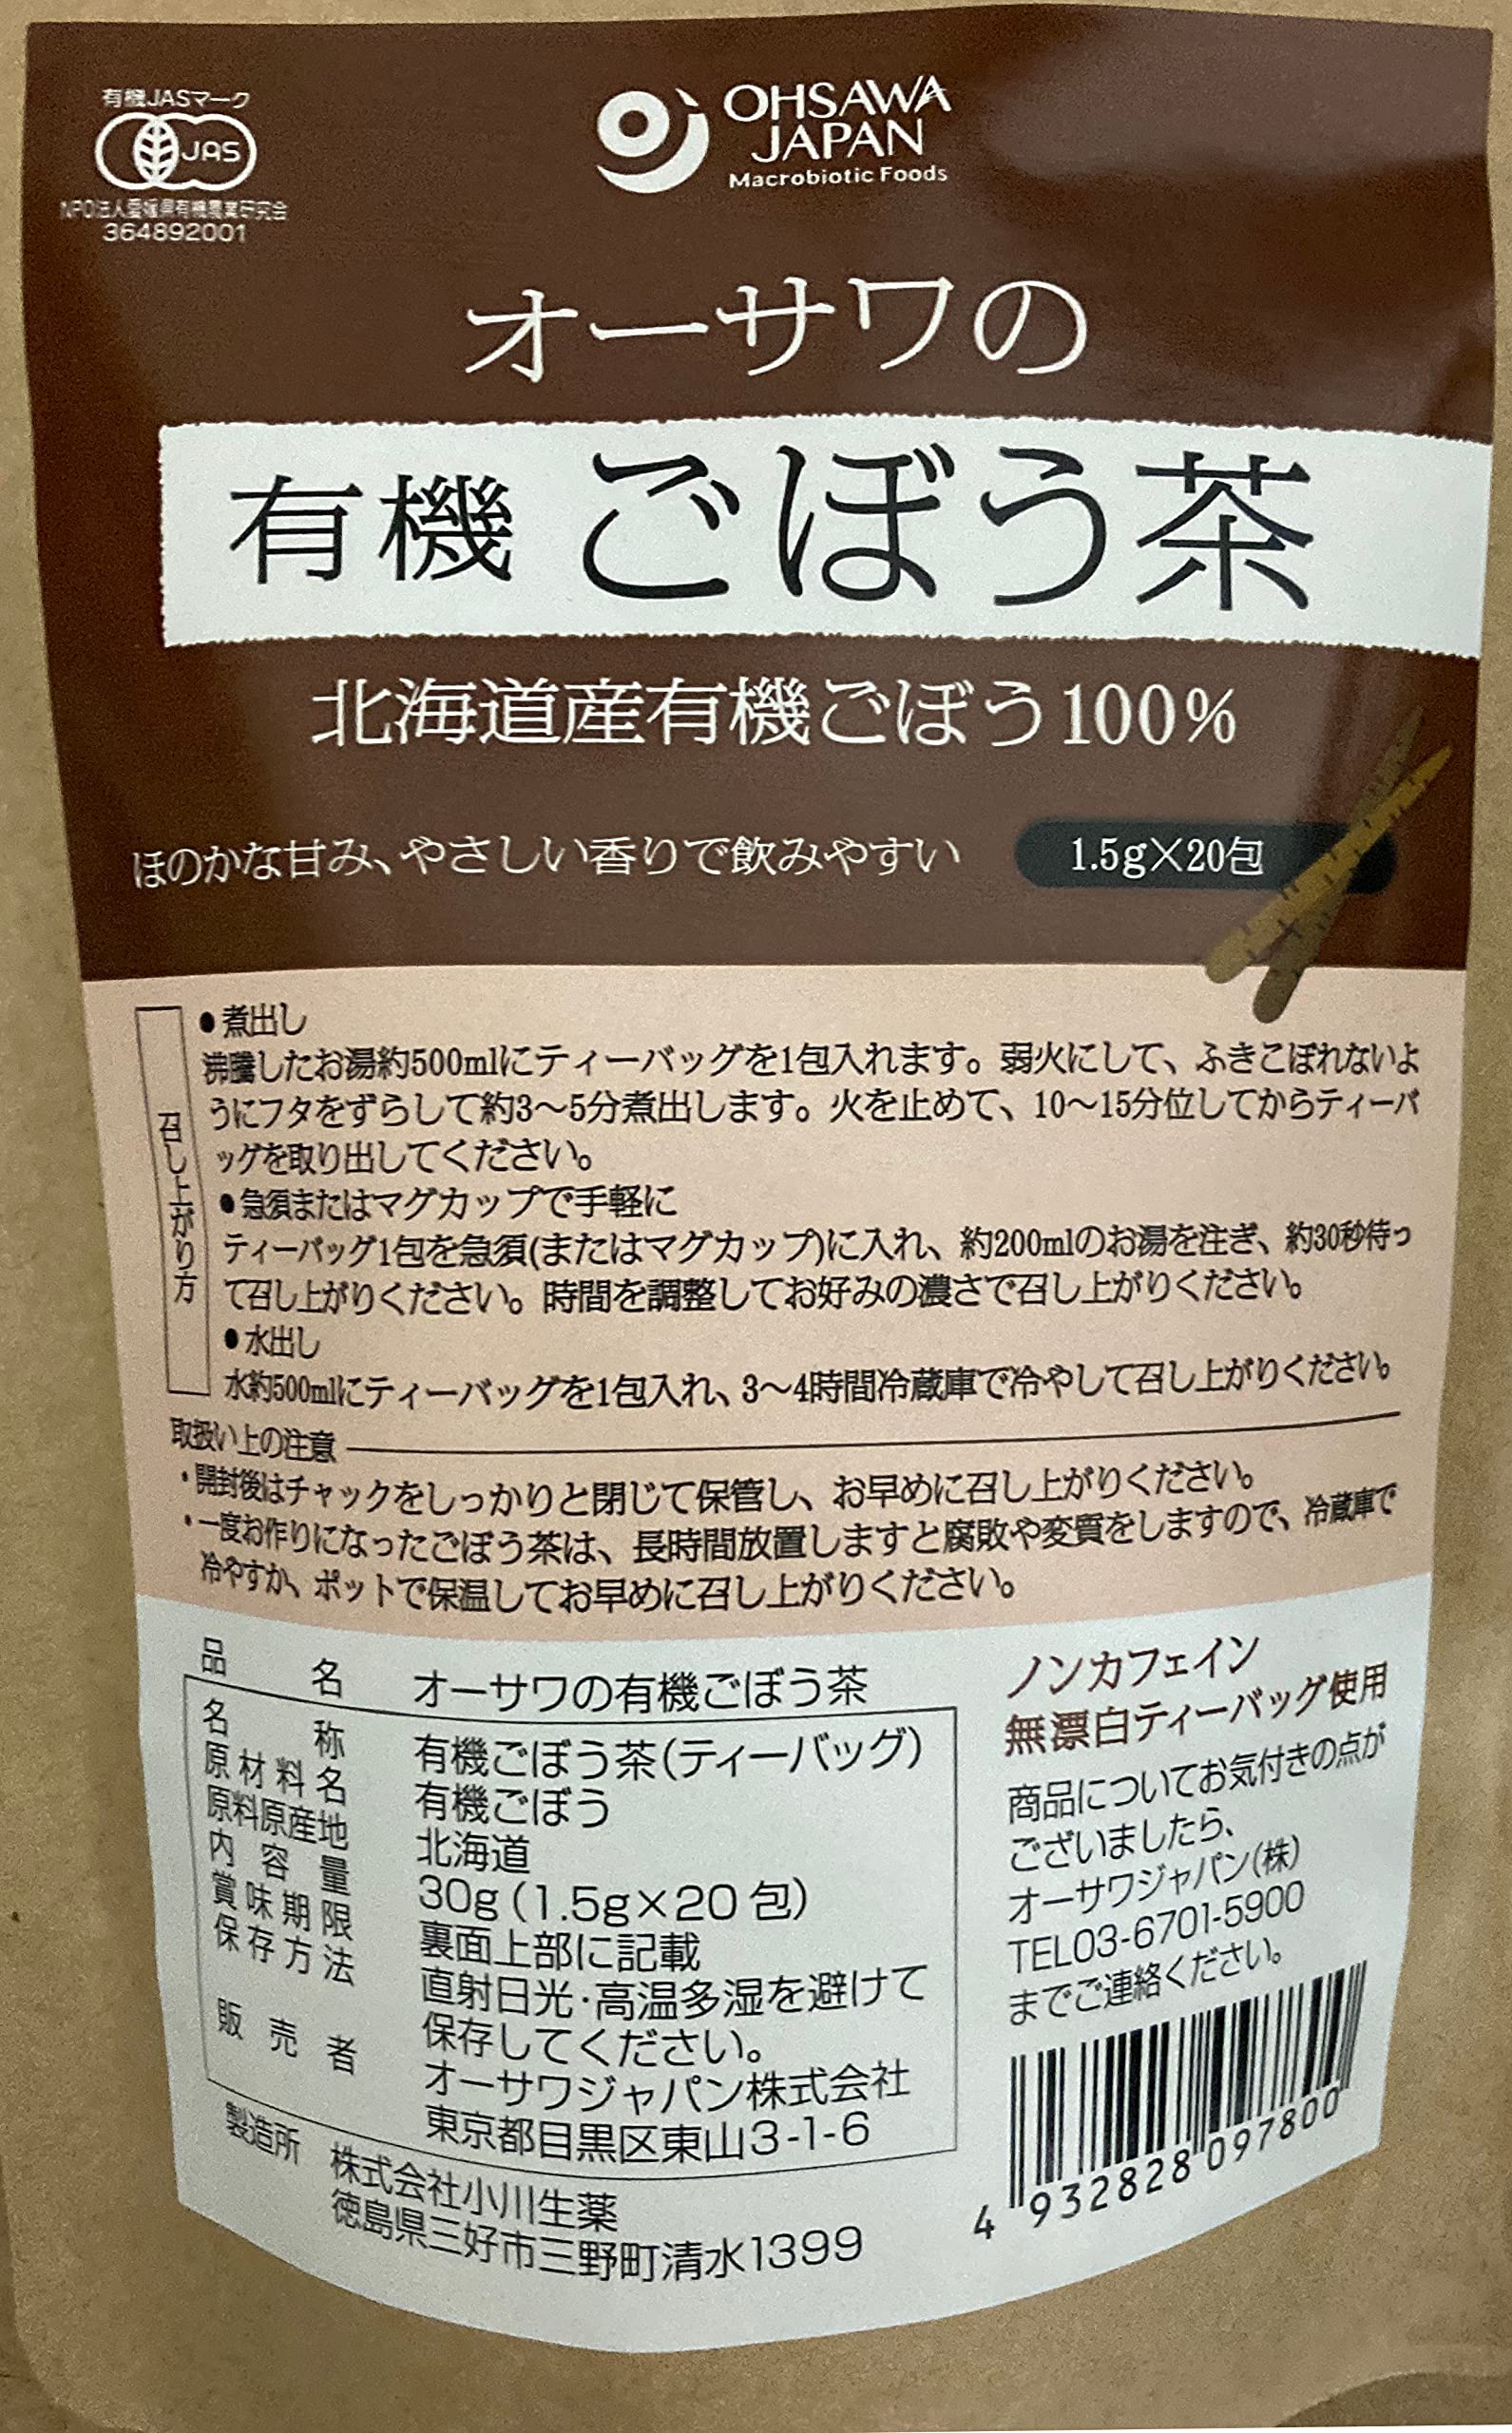 有機JASマーク
JAS
NPO法人愛媛県有機農業研究会
364892001
OHSAWA
JAPAN
Macrobiotic Foods
オーサワの
有機 ごぼう茶
北海道産有機ごぼう100%
ほのかな甘み、やさしい香りで飲みやすい
1.5g×20包
召し上がり方
●煮出し
沸騰したお湯約500mlにティーバッグを1包入れます。弱火にして、ふきこぼれないよ
うにフタをずらして約3〜5分煮出します。火を止めて、10〜15分位してからティーバ
ッグを取り出してください。
●急須またはマグカップで手軽に
ティーバッグ1包を急須(またはマグカップ)に入れ、約200mlのお湯を注ぎ、約30秒待っ
て召し上がりください。時間を調整してお好みの濃さで召し上がりください。
●水出し
水約500mlにティーバッグを1包入れ、3〜4時間冷蔵庫で冷やして召し上がりください。
取扱い上の注意
・開封後はチャックをしっかりと閉じて保管し、お早めに召し上がりください。
・一度お作りになったごぼう茶は、長時間放置しますと腐敗や変質をしますので、冷蔵庫で
冷やすか、ポットで保温してお早めに召し上がりください。
品名 オーサワの有機ごぼう茶
名称 有機ごぼう茶(ティーバッグ)
原材料名 有機ごぼう
原料原産地 北海道
内容量 30g(1.5g×20包)
賞味期限 裏面上部に記載
保存方法 直射日光・高温多湿を避けて
保存してください。
販売者 オーサワジャパン株式会社
東京都目黒区東山3-1-6
製造所 株式会社小川生薬
徳島県三好市三野町清水1399
ノンカフェイン
無漂白ティーバッグ使用
商品についてお気付きの点が
ございましたら、
オーサワジャパン(株)
TEL03-6701-5900
までご連絡ください。
4 932828 097800